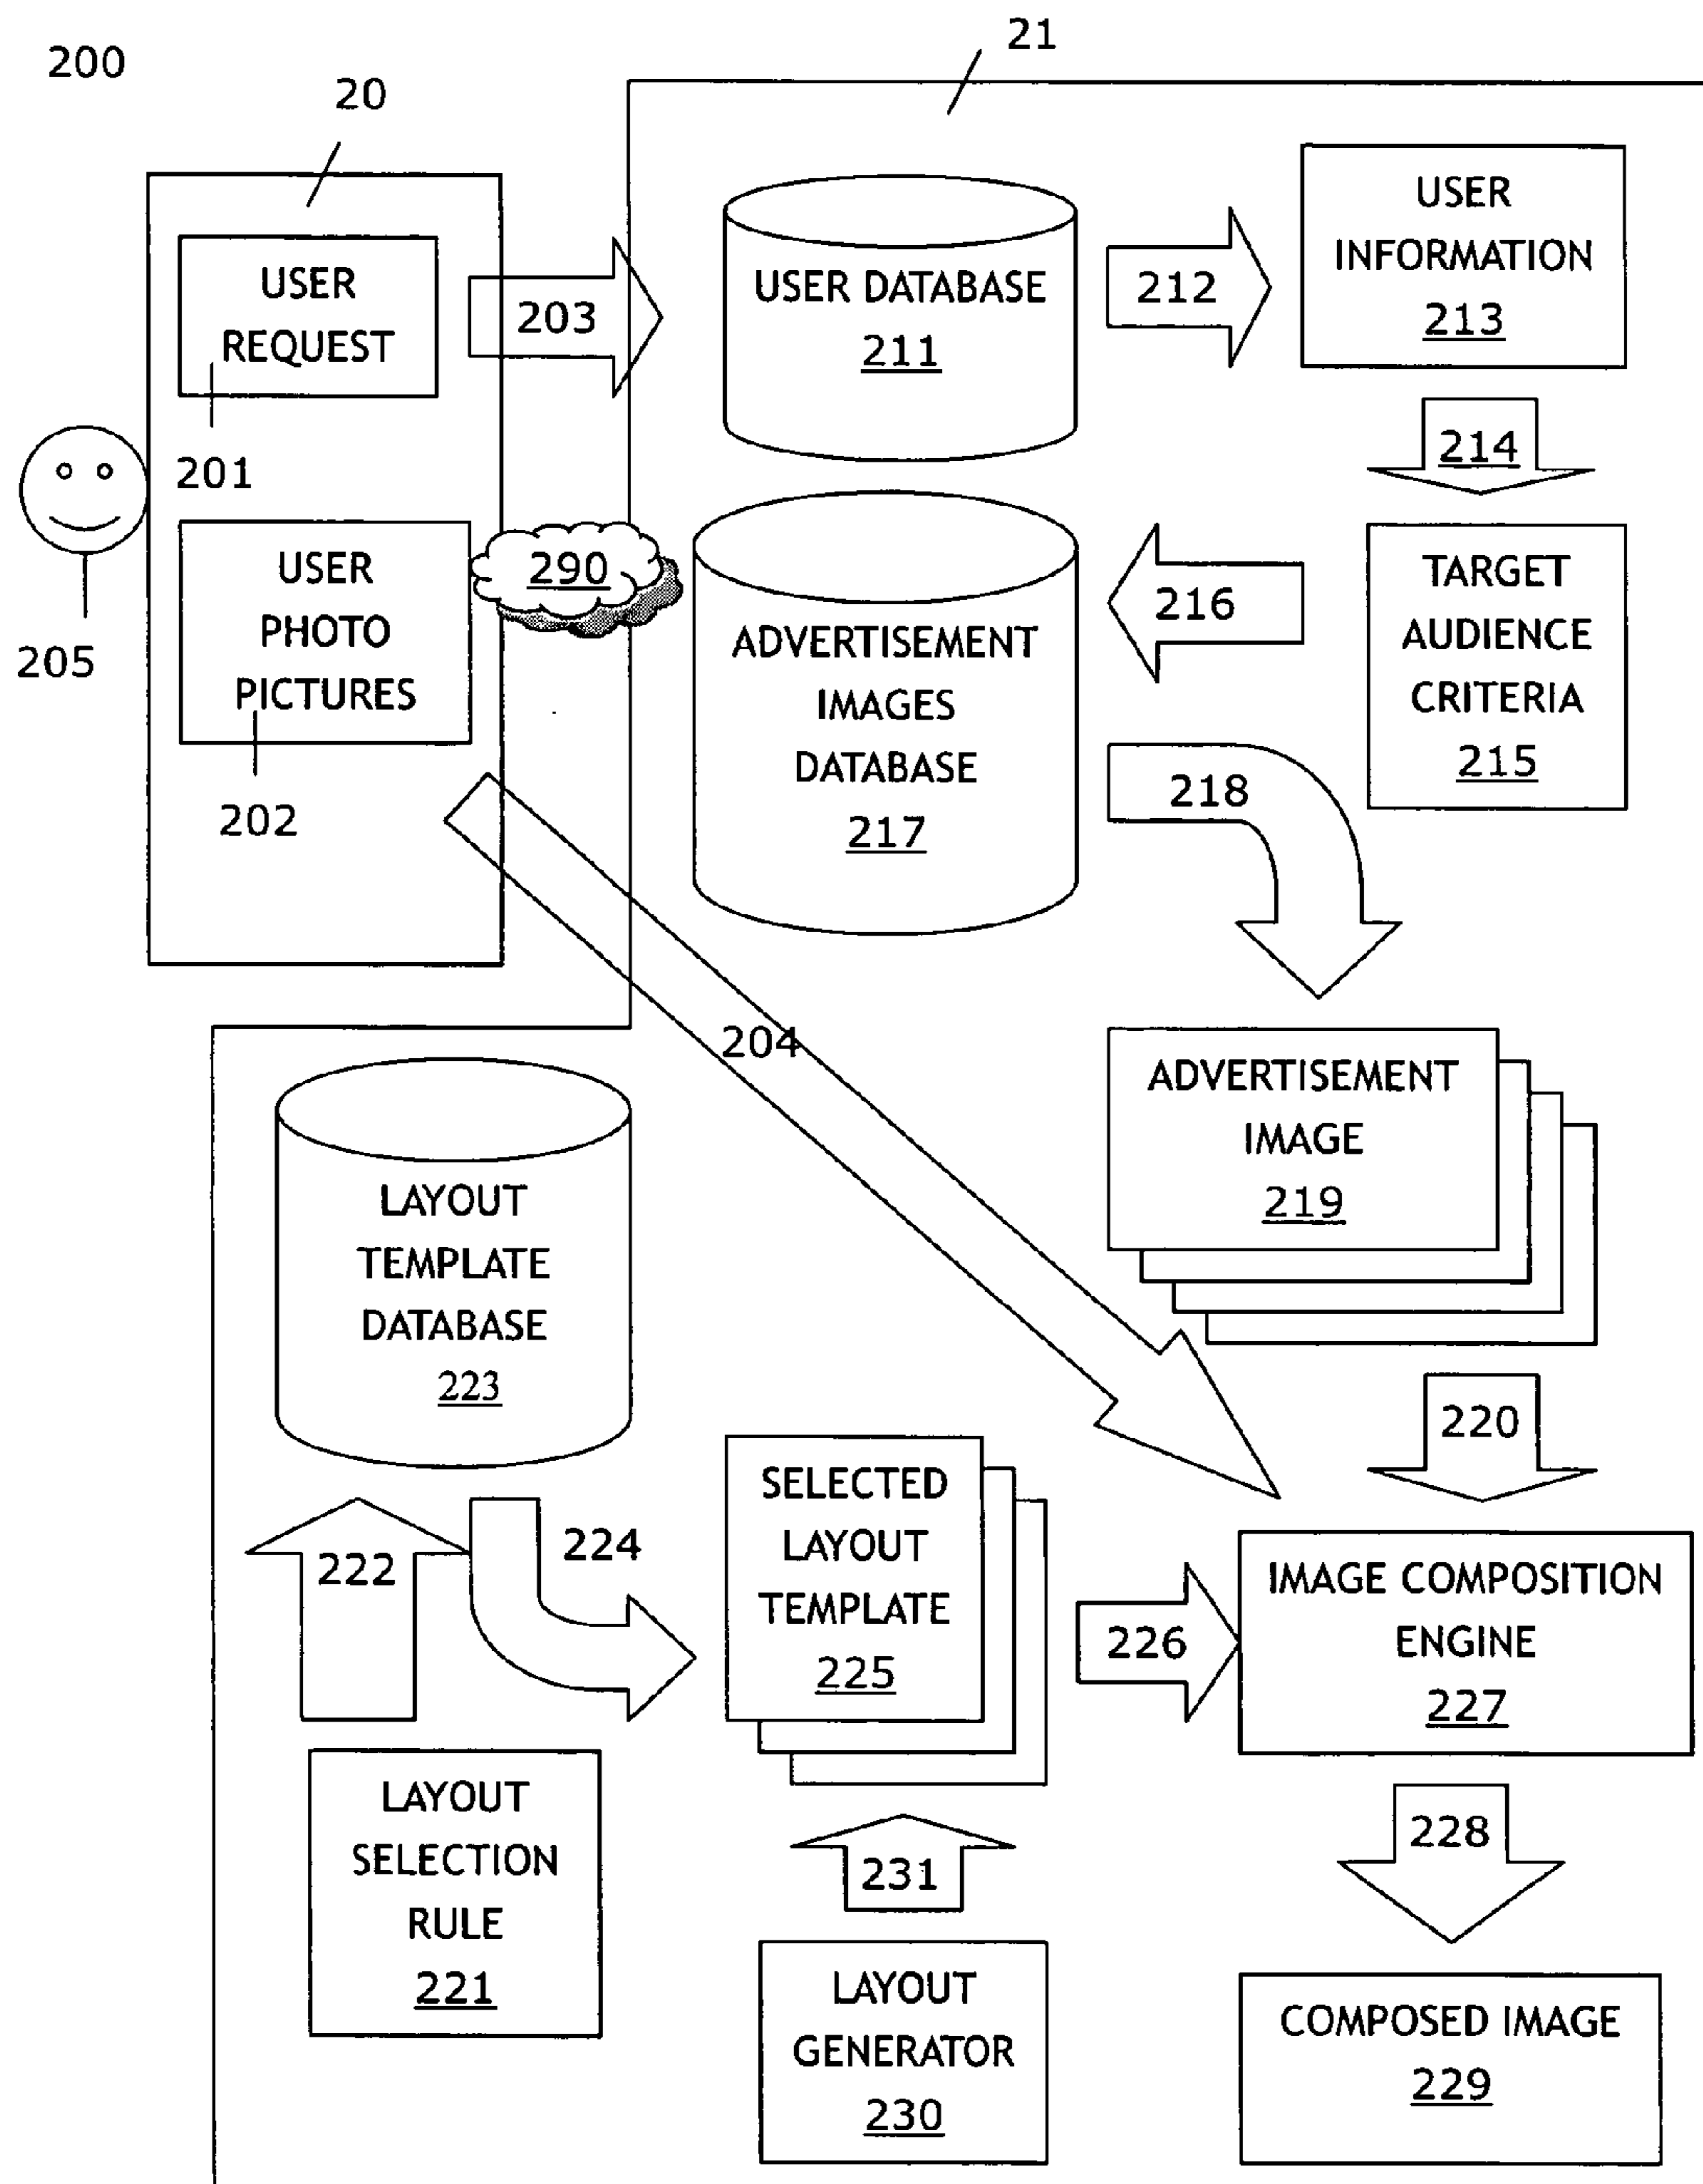 200
20
21
USER
REQUEST
201
USER
PHOTO
PICTURES
202
205
203
290
204
USER DATABASE
211
212
USER
INFORMATION
213
214
TARGET
AUDIENCE
CRITERIA
215
216
ADVERTISEMENT
IMAGES
DATABASE
217
218
ADVERTISEMENT
IMAGE
219
220
LAYOUT
TEMPLATE
DATABASE
223
222
224
LAYOUT
SELECTION
RULE
221
SELECTED
LAYOUT
TEMPLATE
225
226
231
LAYOUT
GENERATOR
230
IMAGE COMPOSITION
ENGINE
227
228
COMPOSED IMAGE
229